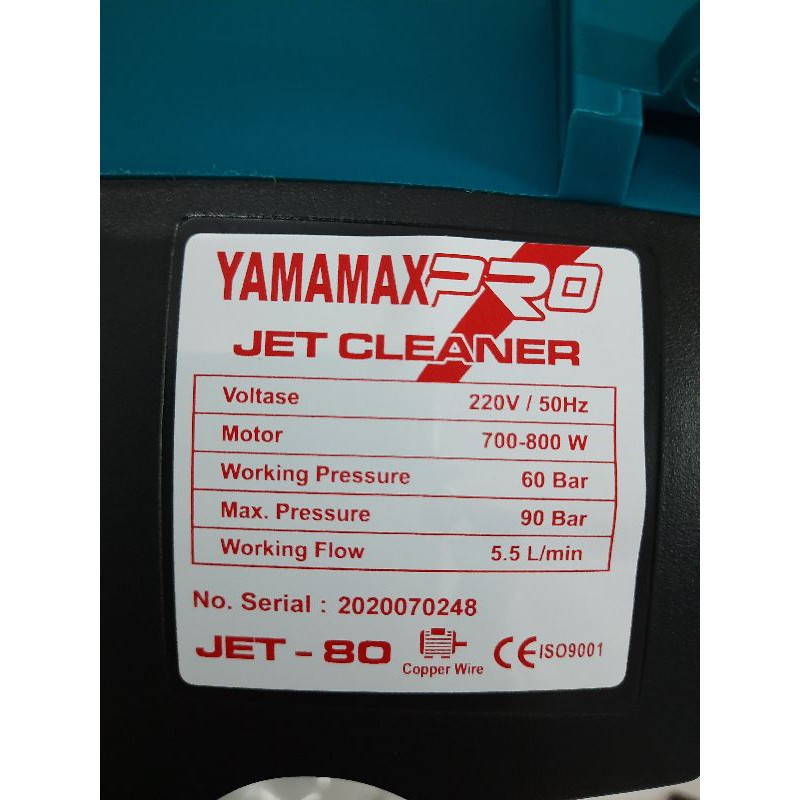 YAMAMAXPRO
JET CLEANER
Voltase 220V / 50Hz
Motor 700-800 W
Working Pressure 60 Bar
Max. Pressure 90 Bar
Working Flow 5.5 L/min
No. Serial : 2020070248
JET - 80 Copper Wire CE ISO9001